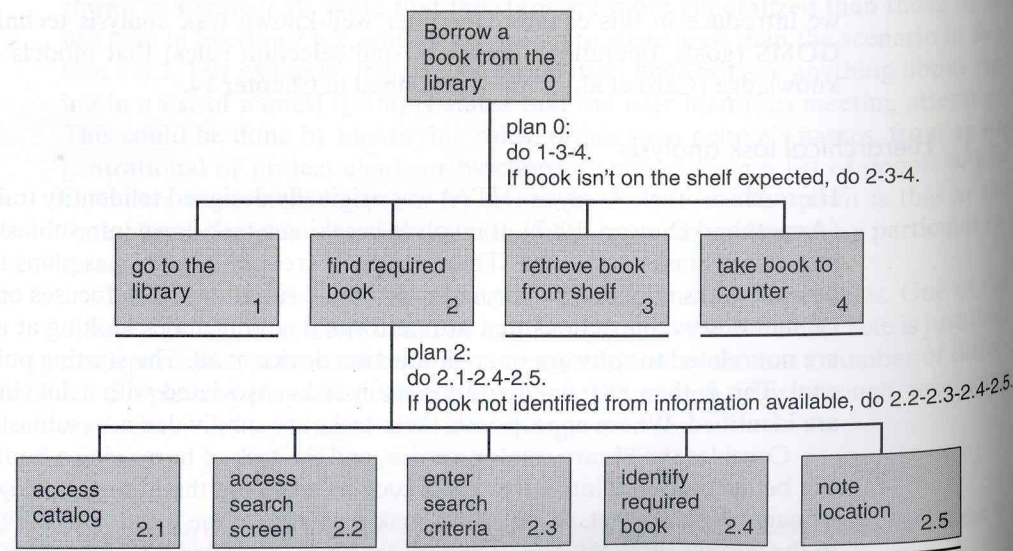 Borrow a
book from the
library 0
plan 0:
do 1-3-4.
If book isn't on the shelf expected, do 2-3-4.
go to the
library 1
find required
book 2
retrieve book
from shelf 3
take book to
counter 4
plan 2:
do 2.1-2.4-2.5.
If book not identified from information available, do 2.2-2.3-2.4-2.5.
access
catalog 2.1
access
search
screen 2.2
enter
search
criteria 2.3
identify
required
book 2.4
note
location 2.5